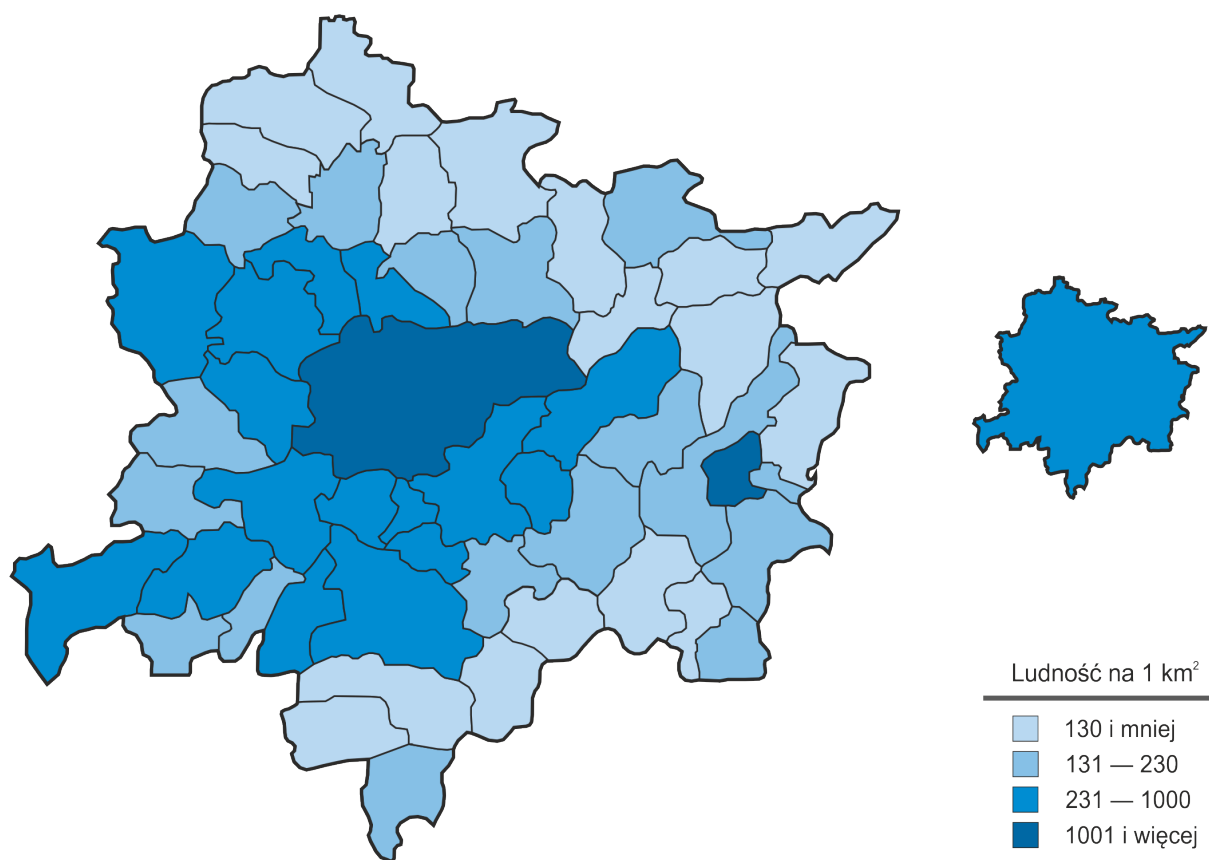 Ludność na 1 km²
130 i mniej
131 — 230
231 — 1000
1001 i więcej